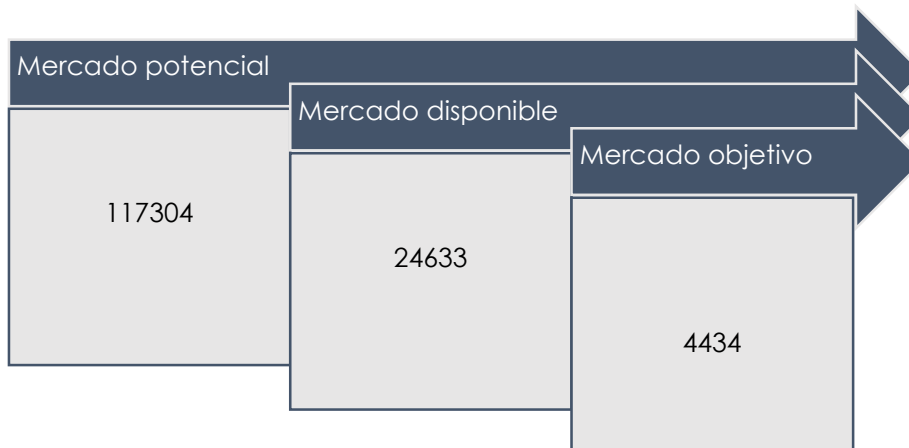 Mercado potencial
Mercado disponible
Mercado objetivo
117304
24633
4434